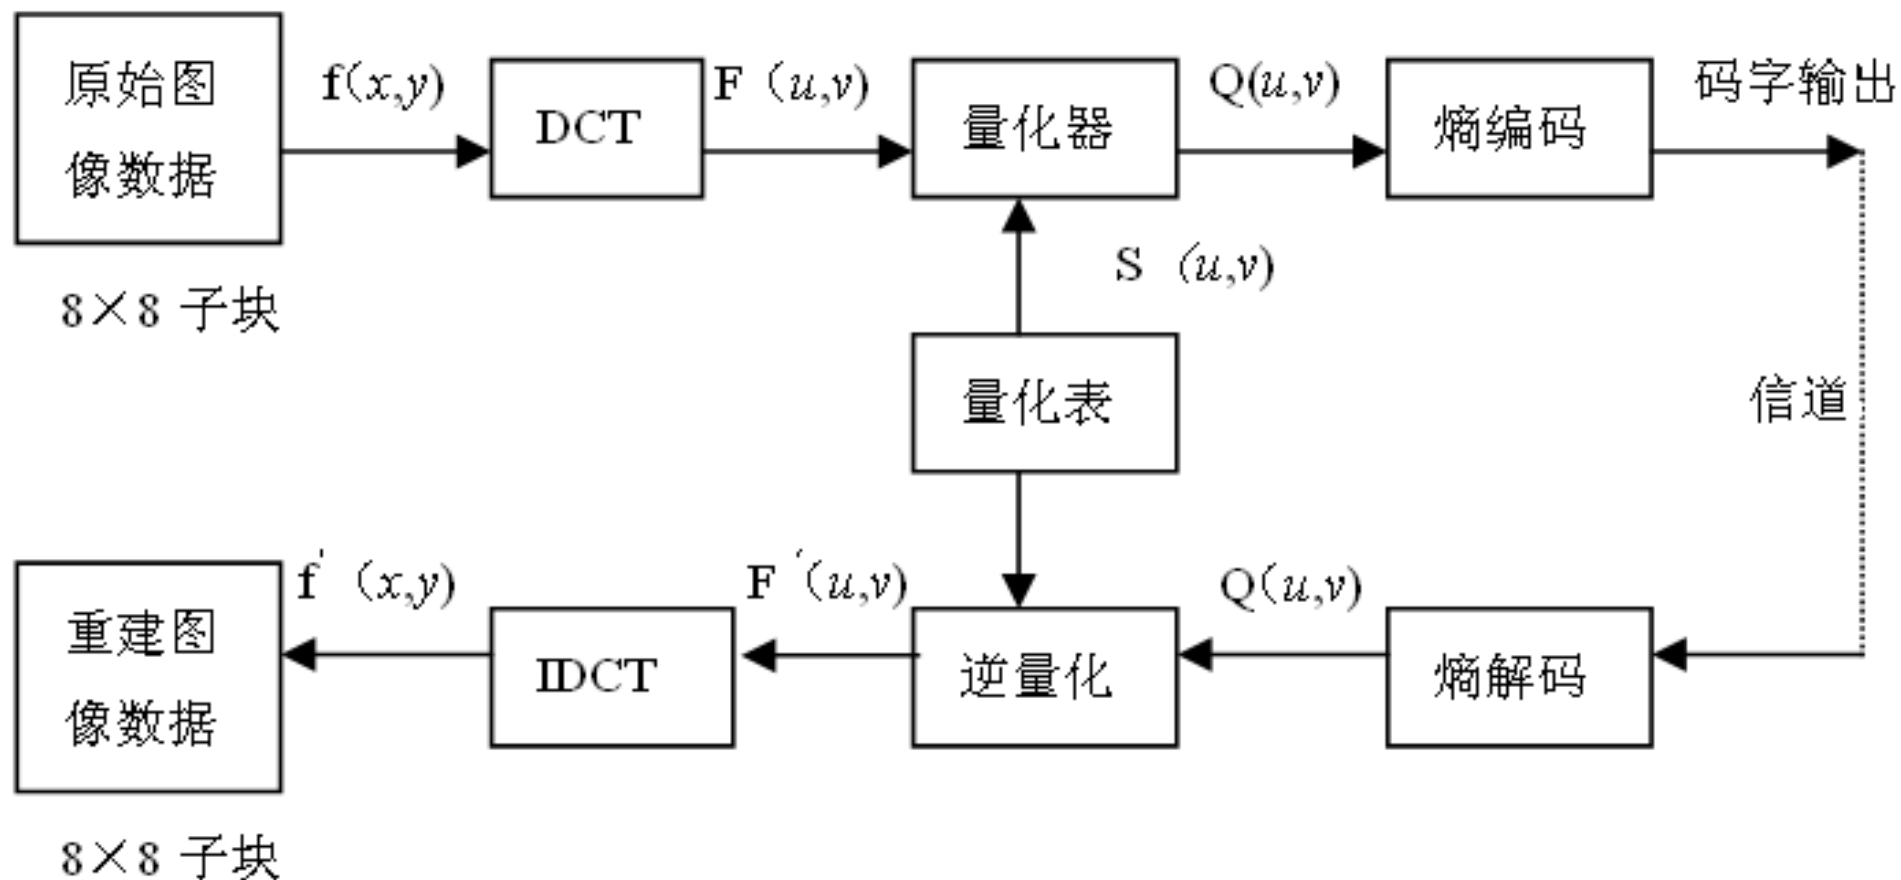 原始图
像数据
f(x,y)
DCT
F（u,v)
量化器
Q(u,v)
熵编码
码字输出
8×8 子块
S （u,v)
量化表
信道
重建图
像数据
f'（x,y)
IDCT
F'（u,v)
逆量化
Q（u,v)
熵解码
8×8 子块